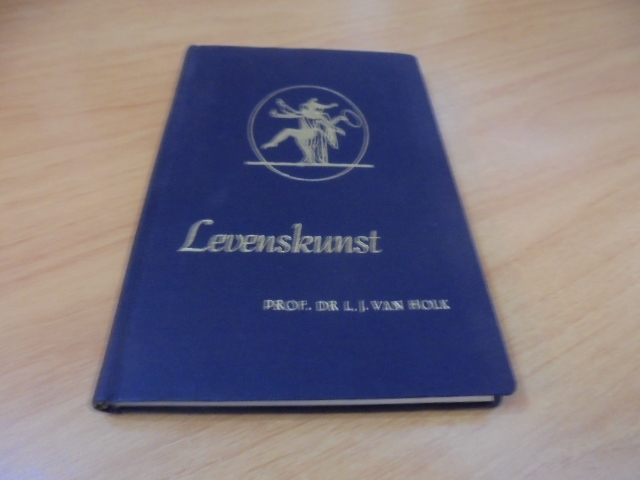 Levenskunst
PROF. DR L. J. VAN HOLK